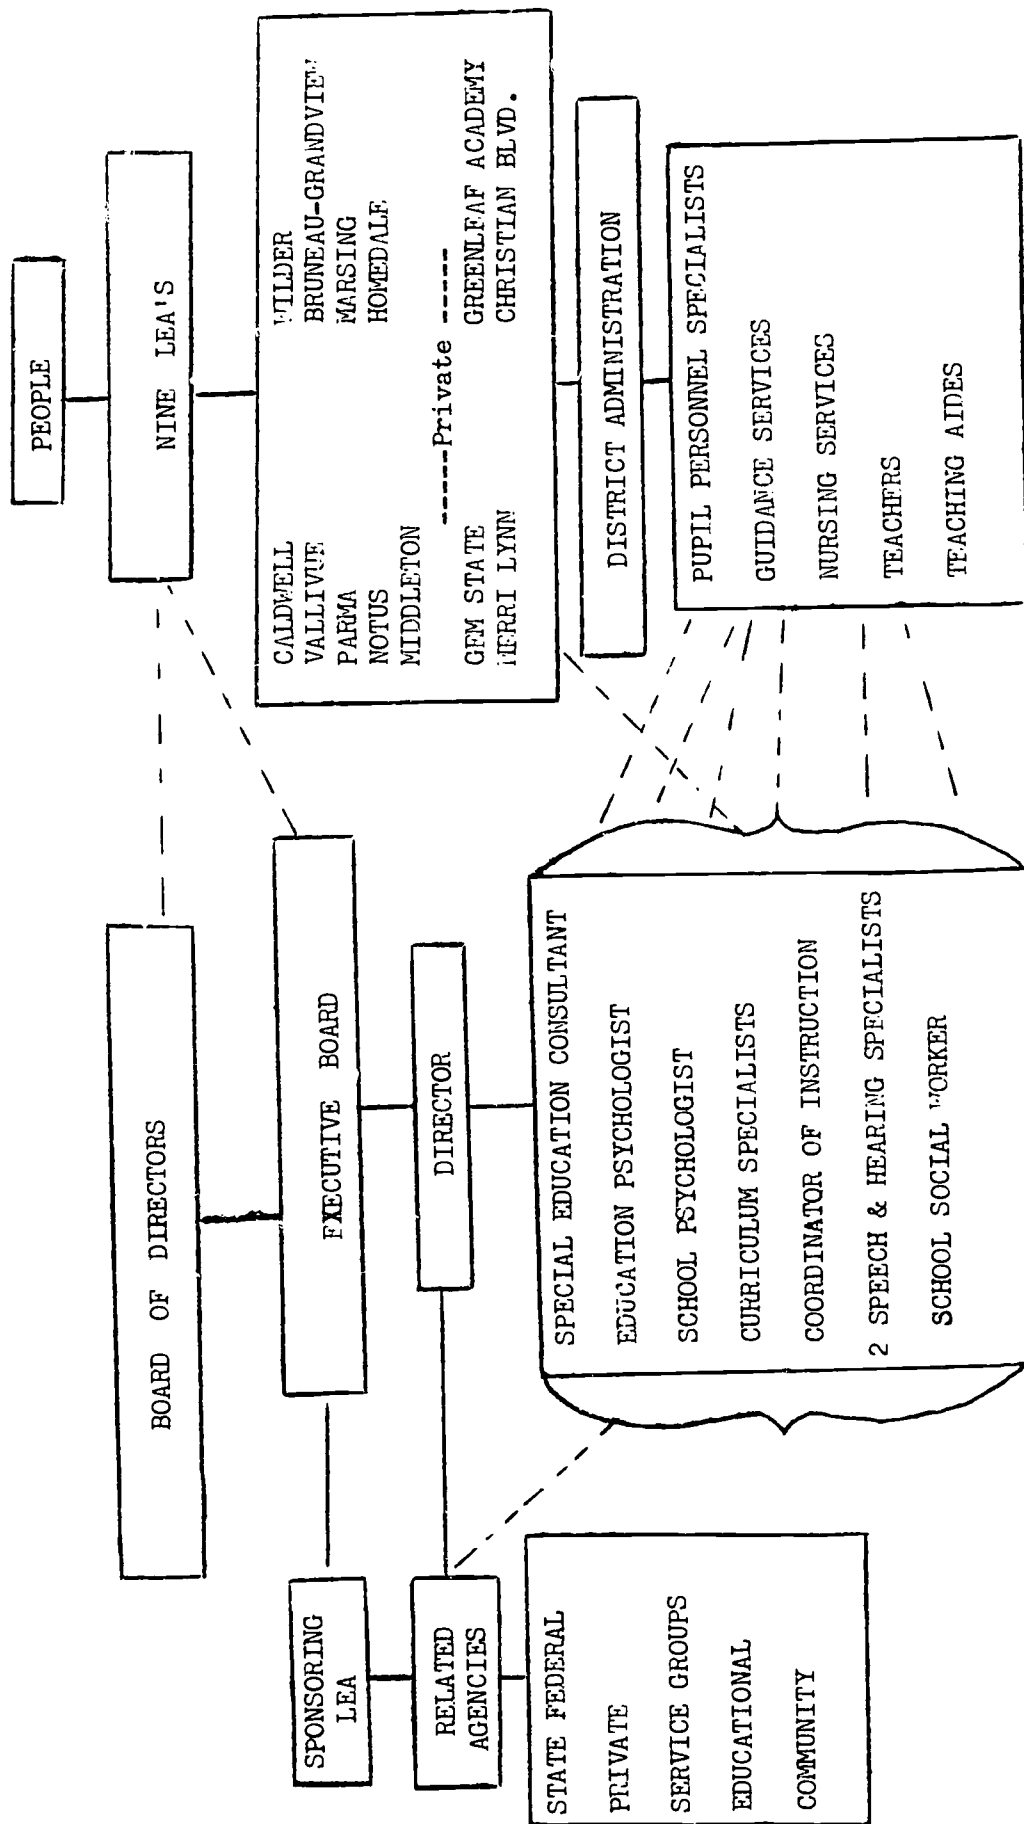 PEOPLE
NINE LEA'S
CALDWELL
VALLIVUE
PARMA
NOTUS
MIDDLETON
WILDER
BRUNEAU-GRANDVIEW
MARSING
HOMEDALE
-----Private -----
GEM STATE
MERRI LYNN
GREENLEAF ACADEMY
CHRISTIAN BLVD.
DISTRICT ADMINISTRATION
PUPIL PERSONNEL SPECIALISTS
GUIDANCE SERVICES
NURSING SERVICES
TEACHERS
TEACHING AIDES
BOARD OF DIRECTORS
EXECUTIVE BOARD
DIRECTOR
SPECIAL EDUCATION CONSULTANT
EDUCATION PSYCHOLOGIST
SCHOOL PSYCHOLOGIST
CURRICULUM SPECIALISTS
COORDINATOR OF INSTRUCTION
2 SPEECH & HEARING SPECIALISTS
SCHOOL SOCIAL WORKER
SPONSORING
LEA
RELATED
AGENCIES
STATE FEDERAL
PRIVATE
SERVICE GROUPS
EDUCATIONAL
COMMUNITY